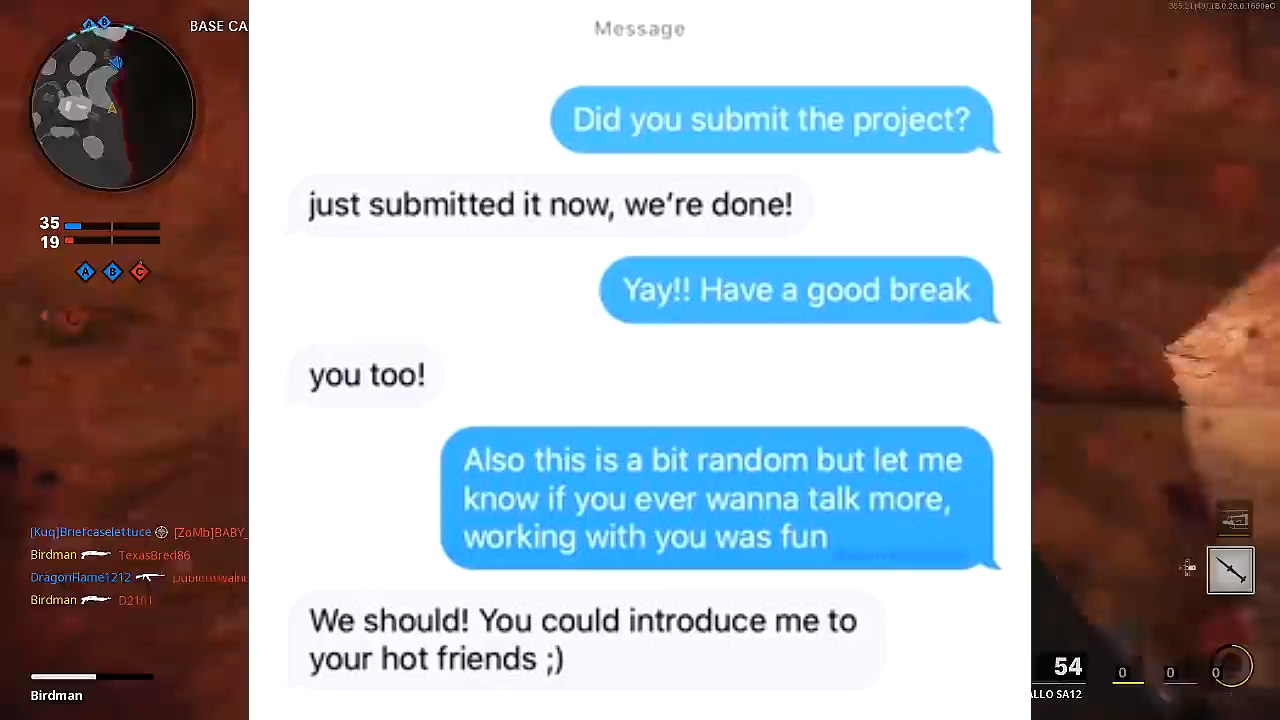 BASE CA
Message
Did you submit the project?
just submitted it now, we're done!
Yay!! Have a good break
you too!
Also this is a bit random but let me
know if you ever wanna talk more,
working with you was fun
We should! You could introduce me to
your hot friends ;)
A B
35
19
A B C
[Kuq]Briefcaselettuce [ZoMb]BABY_
Birdman TexasBred86
DragonFlame1212
Birdman
Birdman
54
0 0 0
ALLO SA12